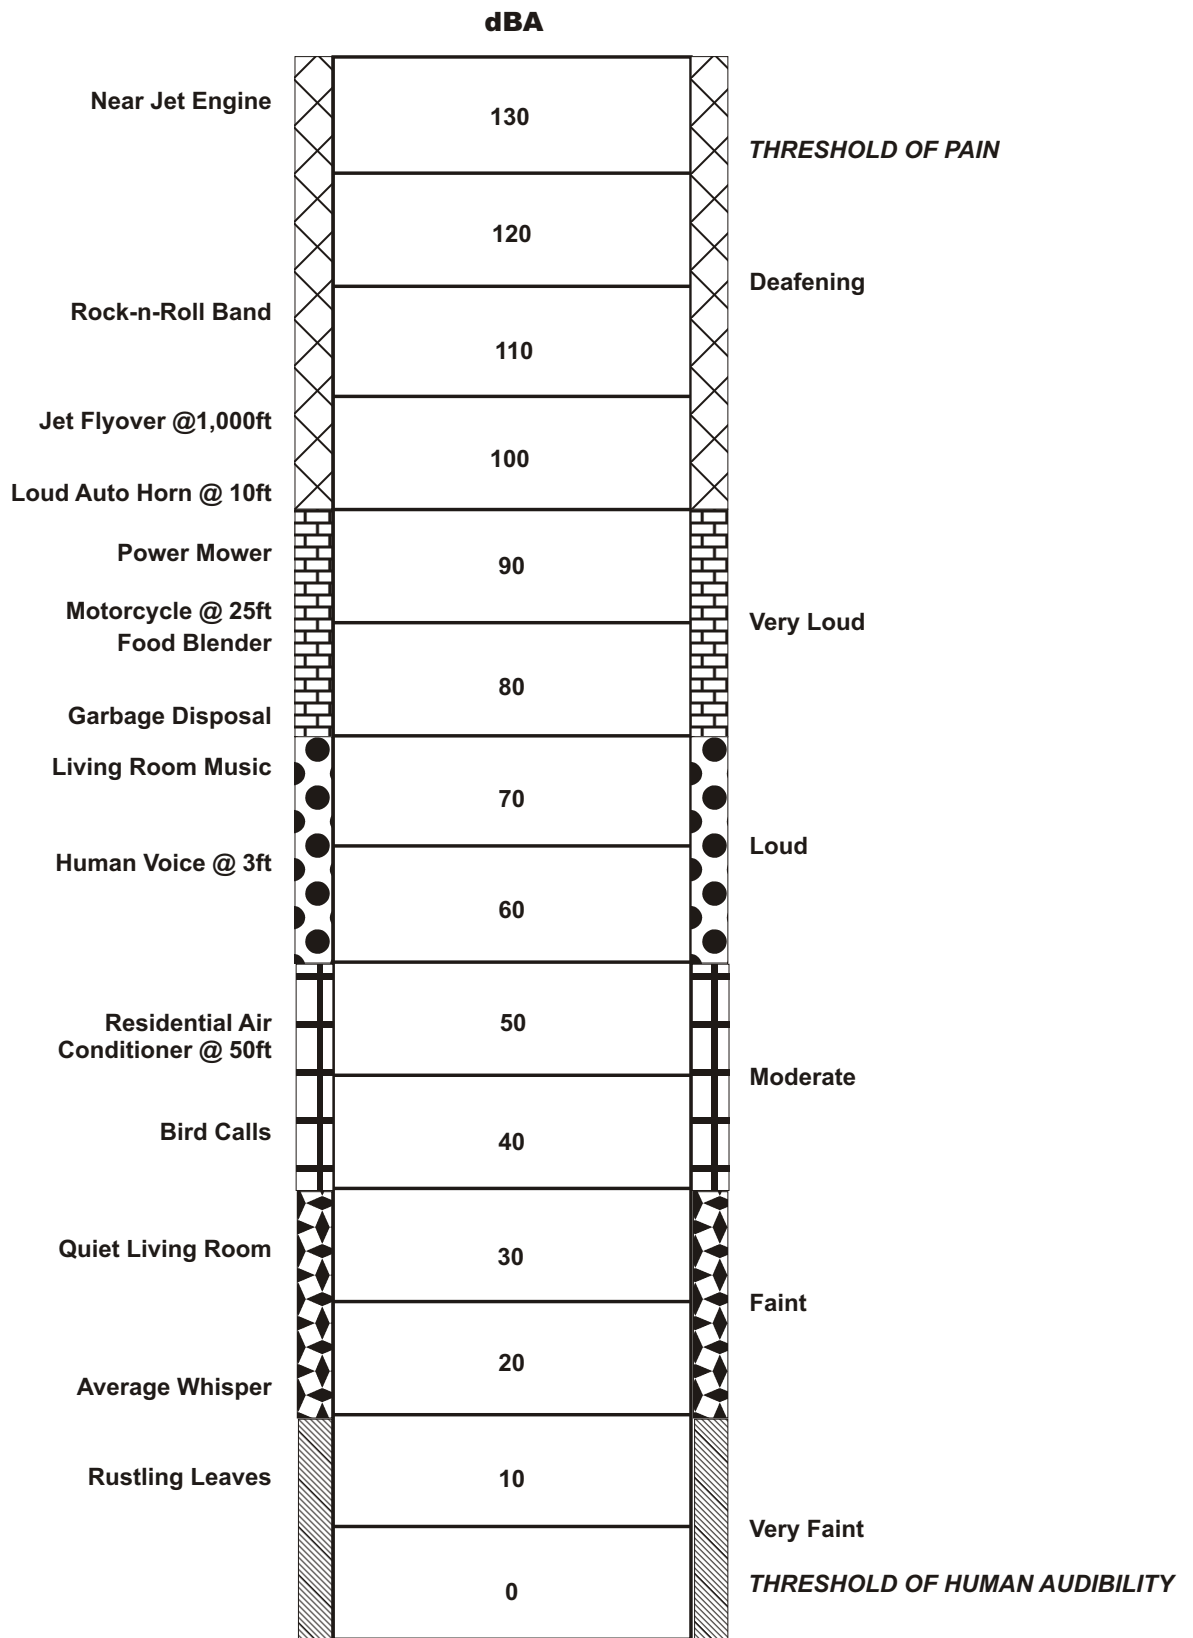 dBA
Near Jet Engine
130
THRESHOLD OF PAIN
120
Deafening
Rock-n-Roll Band
110
Jet Flyover @1,000ft
100
Loud Auto Horn @ 10ft
Power Mower
90
Motorcycle @ 25ft
Very Loud
Food Blender
80
Garbage Disposal
Living Room Music
70
Loud
Human Voice @ 3ft
60
50
Residential Air
Conditioner @ 50ft
Moderate
Bird Calls
40
Quiet Living Room
30
Faint
20
Average Whisper
Rustling Leaves
10
Very Faint
THRESHOLD OF HUMAN AUDIBILITY
0